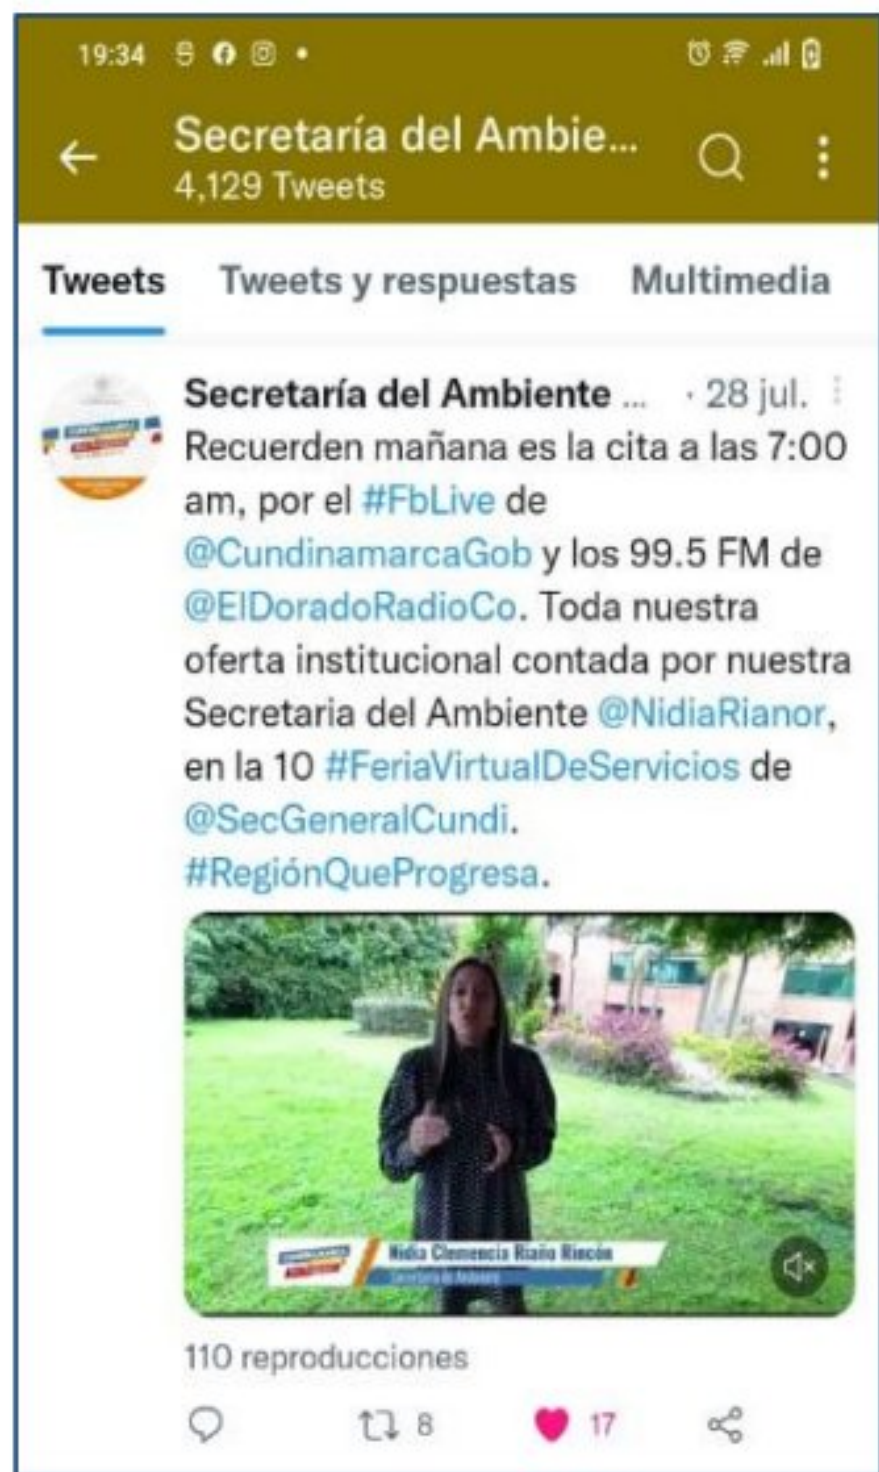 19:34
Secretaría del Ambie...
4,129 Tweets
Tweets Tweets y respuestas Multimedia
Secretaría del Ambiente ... · 28 jul.
Recuerden mañana es la cita a las 7:00
am, por el #FbLive de
@CundinamarcaGob y los 99.5 FM de
@ElDoradoRadioCo. Toda nuestra
oferta institucional contada por nuestra
Secretaria del Ambiente @NidiaRianor,
en la 10 #FeriaVirtualDeServicios de
@SecGeneralCundi.
#RegiónQueProgresa.
Nidia Clemencia Riaño Rincón
110 reproducciones
8 17